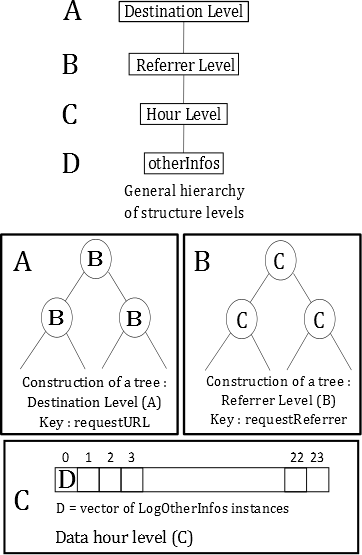 A
Destination Level
B
Referrer Level
C
Hour Level
D
otherInfos
General hierarchy
of structure levels
A
B
B
B
Construction of a tree :
Destination Level (A)
Key : requestURL
B
C
C
C
Construction of a tree :
Referrer Level (B)
Key : requestReferrer
0 1 2 3 22 23
C
D
D = vector of LogOtherInfos instances
Data hour level (C)